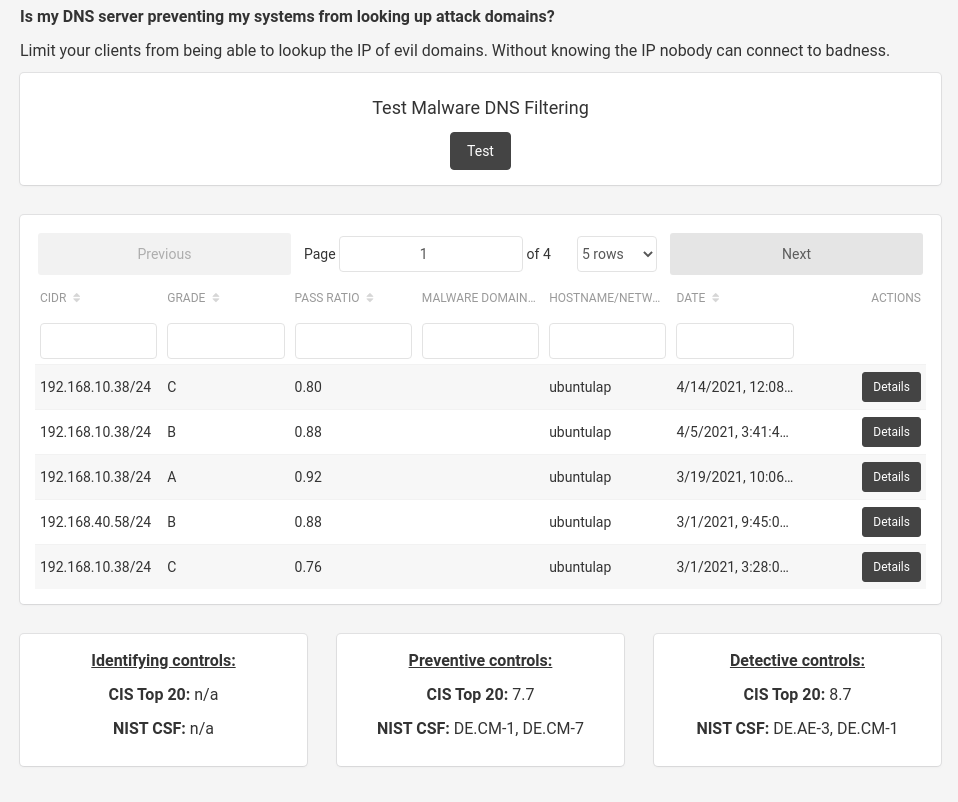 Is my DNS server preventing my systems from looking up attack domains?
Limit your clients from being able to lookup the IP of evil domains. Without knowing the IP nobody can connect to badness.
Test Malware DNS Filtering
Test
Previous Page 1 of 4 5 rows Next
CIDR GRADE PASS RATIO MALWARE DOMAIN... HOSTNAME/NETW... DATE ACTIONS
192.168.10.38/24 C 0.80 ubuntulap 4/14/2021, 12:08... Details
192.168.10.38/24 B 0.88 ubuntulap 4/5/2021, 3:41:4... Details
192.168.10.38/24 A 0.92 ubuntulap 3/19/2021, 10:06... Details
192.168.40.58/24 B 0.88 ubuntulap 3/1/2021, 9:45:0... Details
192.168.10.38/24 C 0.76 ubuntulap 3/1/2021, 3:28:0... Details
Identifying controls:
CIS Top 20: n/a
NIST CSF: n/a
Preventive controls:
CIS Top 20: 7.7
NIST CSF: DE.CM-1, DE.CM-7
Detective controls:
CIS Top 20: 8.7
NIST CSF: DE.AE-3, DE.CM-1